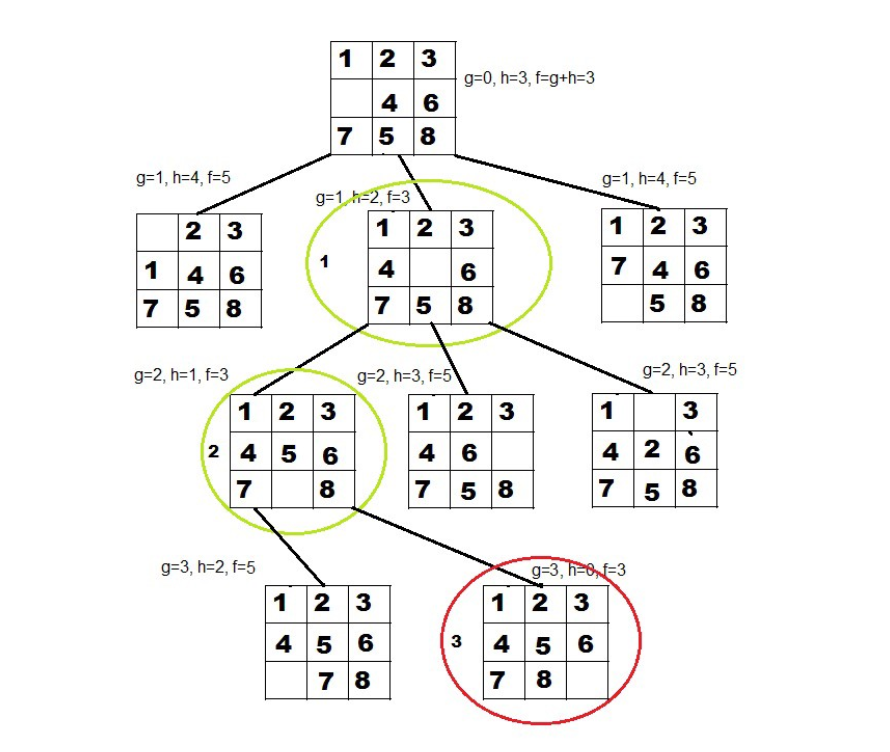 1 2 3
g=0, h=3, f=g+h=3
4 6
7 5 8
g=1, h=4, f=5
g=1, h=2, f=3
g=1, h=4, f=5
2 3
1 4 6
7 5 8
1
1 2 3
4 6
7 5 8
1 2 3
7 4 6
5 8
g=2, h=1, f=3
g=2, h=3, f=5
g=2, h=3, f=5
2
1 2 3
4 5 6
7 8
1 2 3
4 6
7 5 8
1 3
4 2 6
7 5 8
g=3, h=2, f=5
g=3, h=0, f=3
1 2 3
4 5 6
7 8
3
1 2 3
4 5 6
7 8